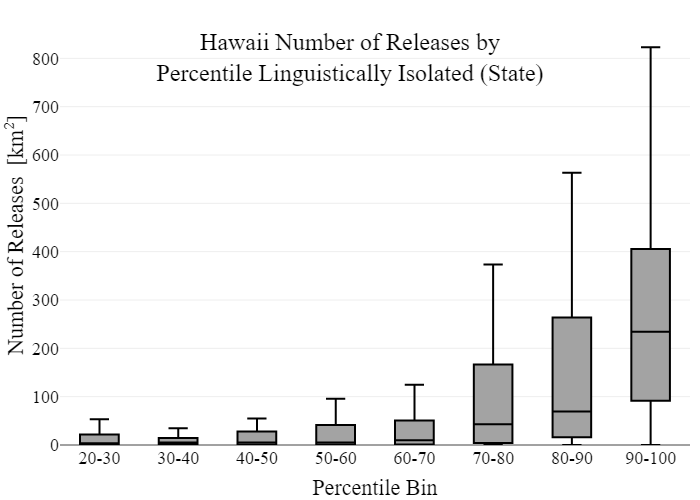 Hawaii Number of Releases by
Percentile Linguistically Isolated (State)
Number of Releases [km²]
800
700
600
500
400
300
200
100
0
20-30 30-40 40-50 50-60 60-70 70-80 80-90 90-100
Percentile Bin